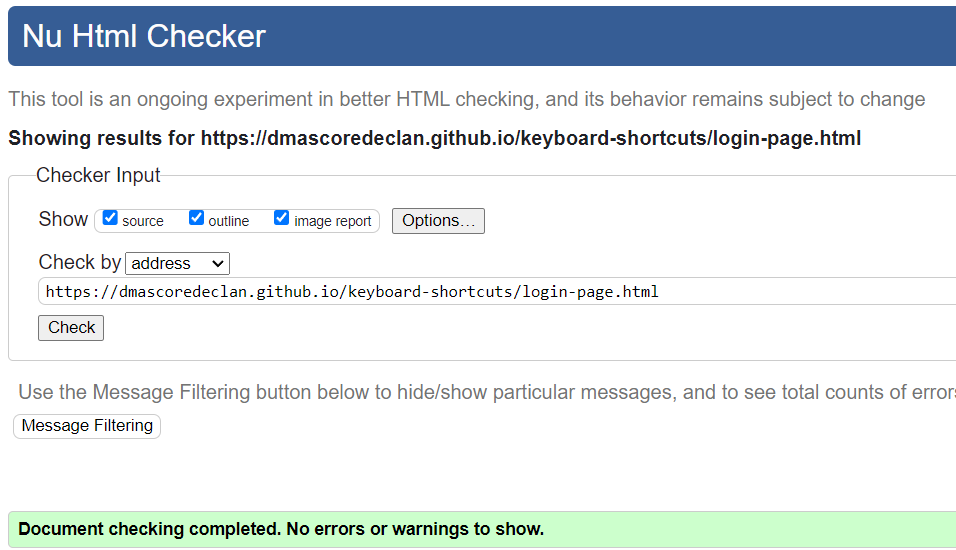 Nu Html Checker
This tool is an ongoing experiment in better HTML checking, and its behavior remains subject to change
Showing results for https://dmascoredeclan.github.io/keyboard-shortcuts/login-page.html
Checker Input
Show source outline image report Options...
Check by address
https://dmascoredeclan.github.io/keyboard-shortcuts/login-page.html
Check
Use the Message Filtering button below to hide/show particular messages, and to see total counts of errors
Message Filtering
Document checking completed. No errors or warnings to show.